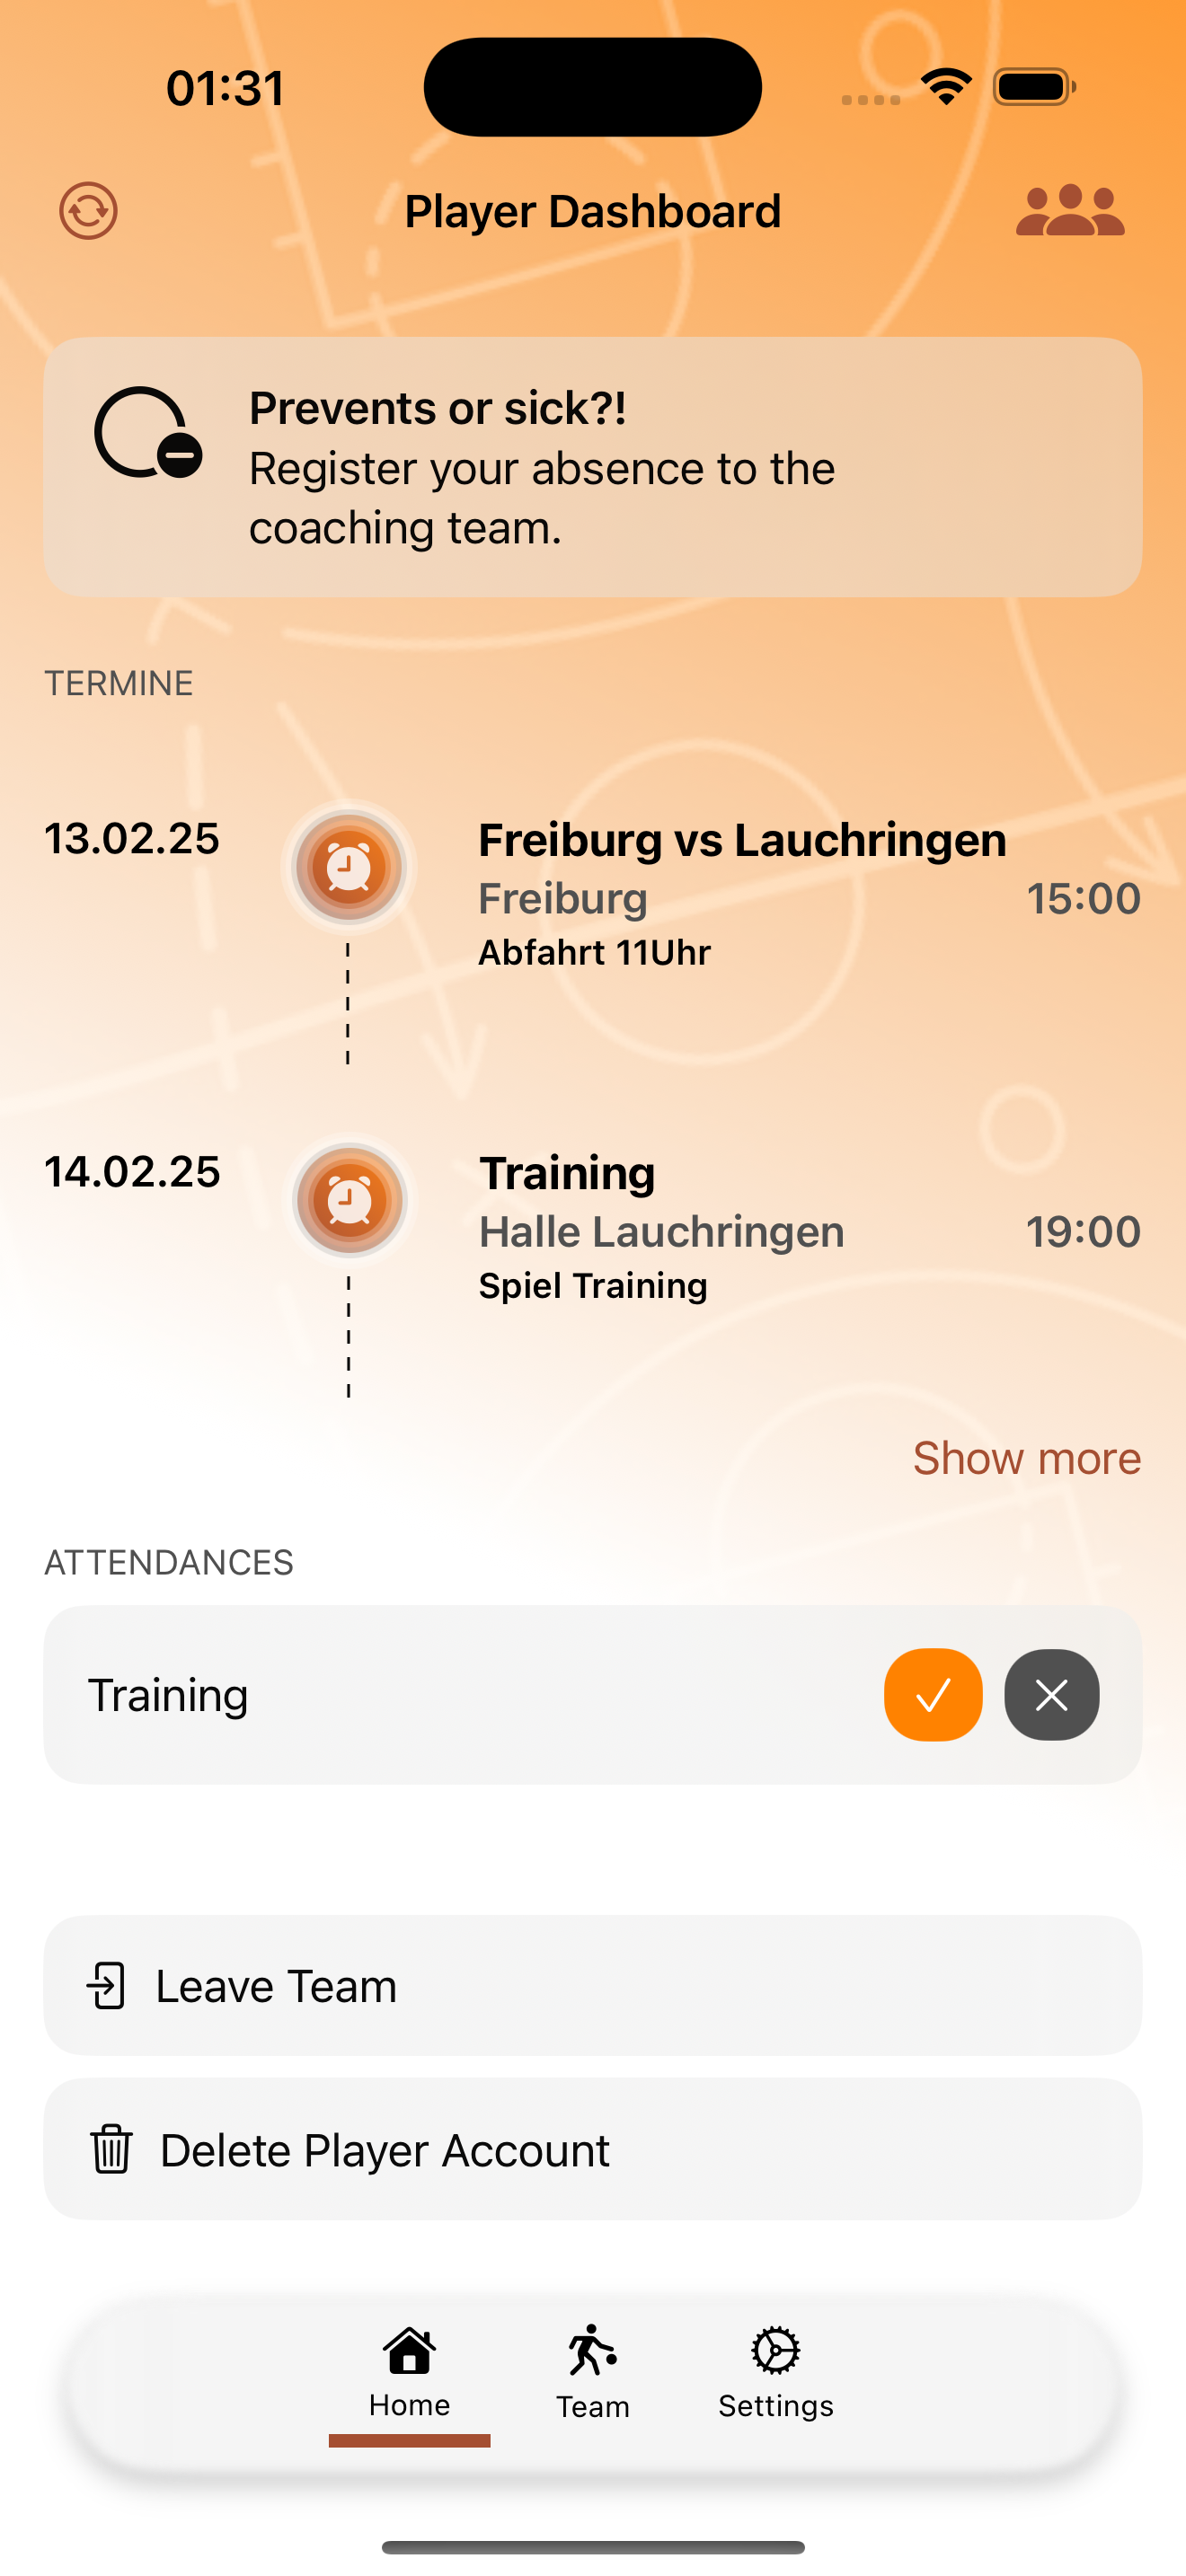 01:31
Player Dashboard
Prevents or sick?!
Register your absence to the
coaching team.
TERMINE
13.02.25
Freiburg vs Lauchringen
Freiburg 15:00
Abfahrt 11Uhr
14.02.25
Training
Halle Lauchringen 19:00
Spiel Training
Show more
ATTENDANCES
Training
Leave Team
Delete Player Account
Home Team Settings